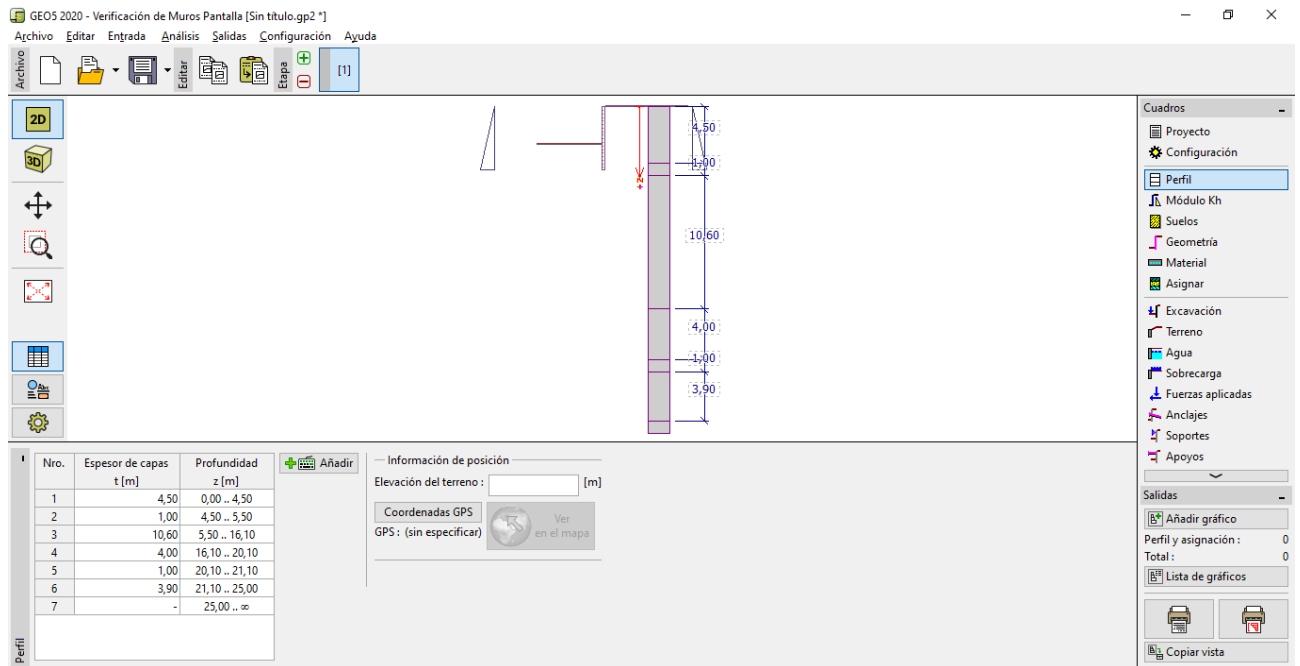 GEO5 2020 - Verificación de Muros Pantalla [Sin título.gp2 *]
Archivo Editar Entrada Análisis Salidas Configuración Ayuda
Archivo
Editar
Etapa
[1]
2D
3D
4,50
1,00
+z
10,60
4,00
1,00
3,90
Cuadros
Proyecto
Configuración
Perfil
Módulo Kh
Suelos
Geometría
Material
Asignar
Excavación
Terreno
Agua
Sobrecarga
Fuerzas aplicadas
Anclajes
Soportes
Apoyos
Salidas
Añadir gráfico
Perfil y asignación : 0
Total : 0
Lista de gráficos
Copiar vista
Perfil
Nro. Espesor de capas Profundidad
t [m] z [m]
1 4,50 0,00 .. 4,50
2 1,00 4,50 .. 5,50
3 10,60 5,50 .. 16,10
4 4,00 16,10 .. 20,10
5 1,00 20,10 .. 21,10
6 3,90 21,10 .. 25,00
7 - 25,00 .. ∞
Añadir
Información de posición
Elevación del terreno : [m]
Coordenadas GPS
GPS : (sin especificar)
Ver
en el mapa